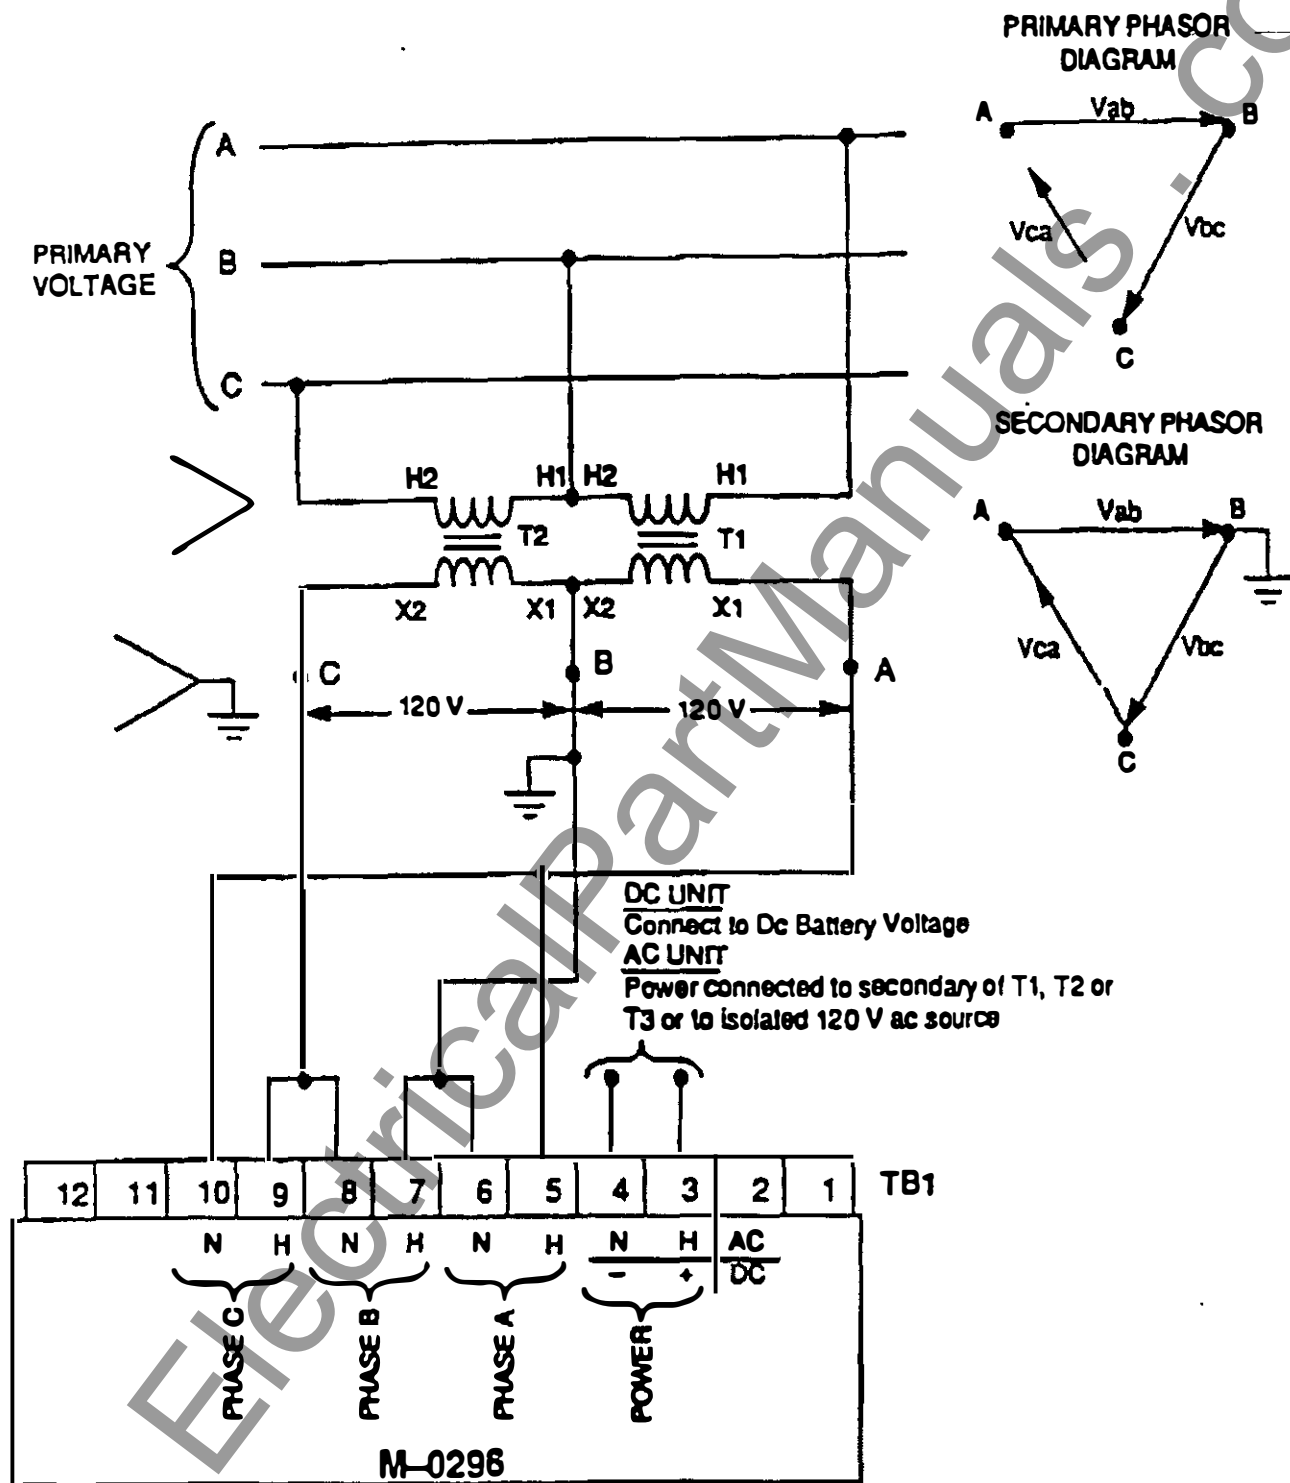 PRIMARY PHASOR
DIAGRAM
A Vab B
Vca Vbc
C
PRIMARY
VOLTAGE
A
B
C
SECONDARY PHASOR
DIAGRAM
A Vab B
Vca Vbc
C
H2 H1 H2 H1
T2 T1
X2 X1 X2 X1
C B A
120 V 120 V
DC UNIT
Connect to Dc Battery Voltage
AC UNIT
Power connected to secondary of T1, T2 or
T3 or to isolated 120 V ac source
12 11 10 9 8 7 6 5 4 3 2 1 TB1
N H N H N H N H AC
- + DC
PHASE C
PHASE B
PHASE A
POWER
M-0296
ElectricalPartManuals.co